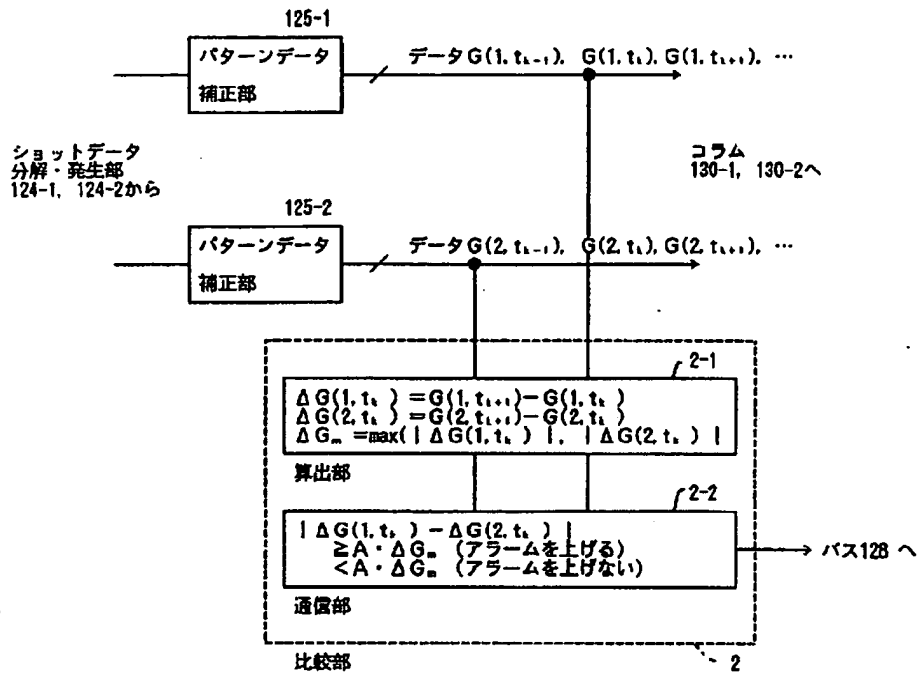 125-1
パターンデータ
補正部
データ G(1, tₖ₋₁), G(1, tₖ), G(1, tₖ₊₁), …
ショットデータ
分解・発生部
124-1, 124-2から
コラム
130-1, 130-2へ
125-2
パターンデータ
補正部
データ G(2, tₖ₋₁), G(2, tₖ), G(2, tₖ₊₁), …
2-1
ΔG(1, tₖ) =G(1, tₖ₊₁)−G(1, tₖ)
ΔG(2, tₖ) =G(2, tₖ₊₁)−G(2, tₖ)
ΔGₘ =max(|ΔG(1, tₖ)|, |ΔG(2, tₖ)|
算出部
2-2
|ΔG(1, tₖ)−ΔG(2, tₖ)|
≧A・ΔGₘ (アラームを上げる)
<A・ΔGₘ (アラームを上げない)
バス128 へ
通信部
比較部
2